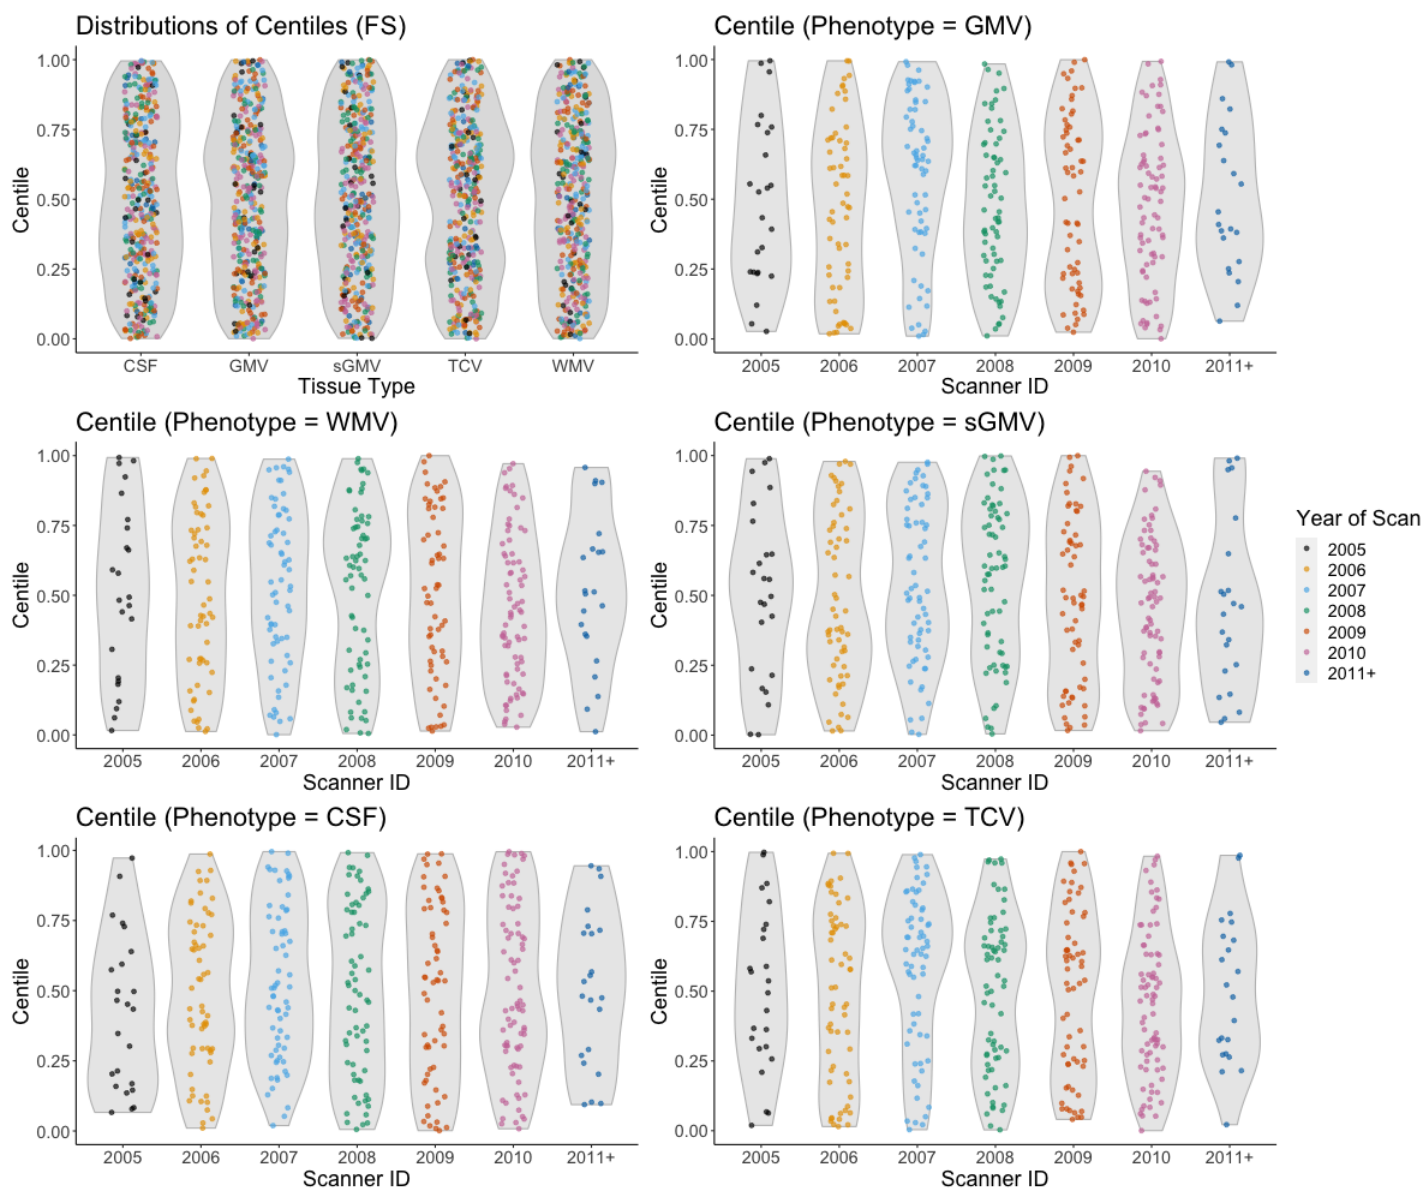 Distributions of Centiles (FS)
Centile
1.00
0.75
0.50
0.25
0.00
CSF GMV sGMV TCV WMV
Tissue Type
Centile (Phenotype = GMV)
Centile
1.00
0.75
0.50
0.25
0.00
2005 2006 2007 2008 2009 2010 2011+
Scanner ID
Centile (Phenotype = WMV)
Centile
1.00
0.75
0.50
0.25
0.00
2005 2006 2007 2008 2009 2010 2011+
Scanner ID
Centile (Phenotype = sGMV)
Centile
1.00
0.75
0.50
0.25
0.00
2005 2006 2007 2008 2009 2010 2011+
Scanner ID
Year of Scan
2005
2006
2007
2008
2009
2010
2011+
Centile (Phenotype = CSF)
Centile
1.00
0.75
0.50
0.25
0.00
2005 2006 2007 2008 2009 2010 2011+
Scanner ID
Centile (Phenotype = TCV)
Centile
1.00
0.75
0.50
0.25
0.00
2005 2006 2007 2008 2009 2010 2011+
Scanner ID